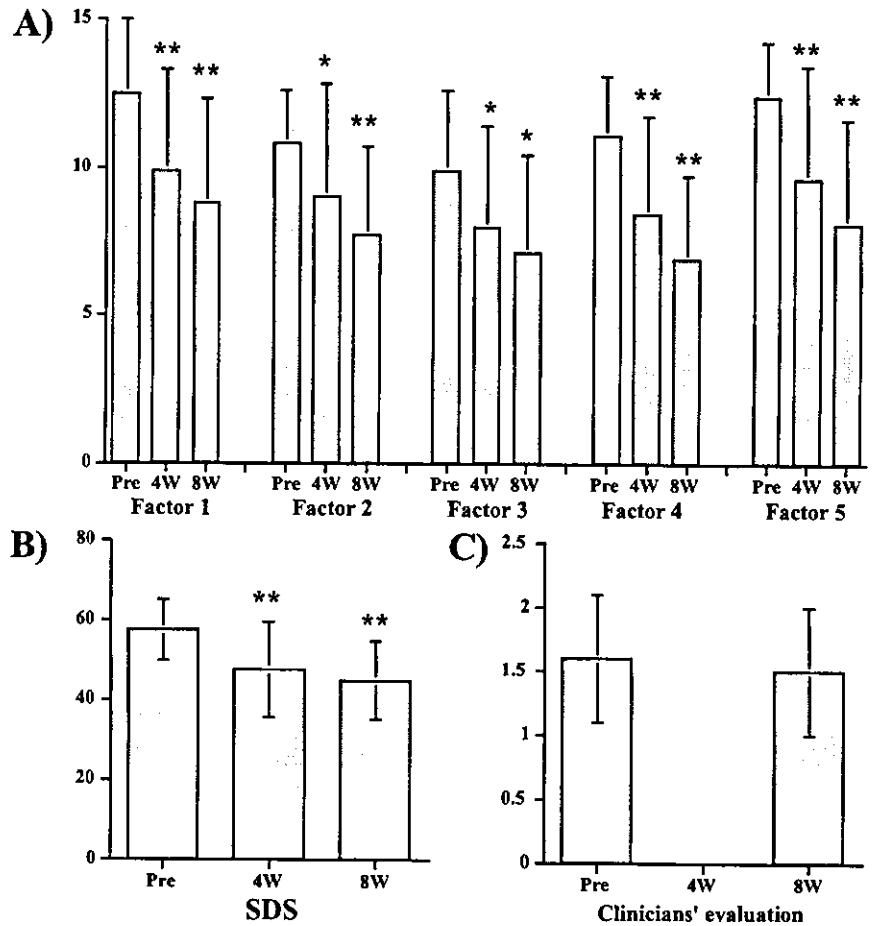 A)
15
10
5
0
** **
* **
* *
** **
** **
Pre 4W 8W Pre 4W 8W Pre 4W 8W Pre 4W 8W Pre 4W 8W
Factor 1 Factor 2 Factor 3 Factor 4 Factor 5
B)
80
60
40
20
0
** **
Pre 4W 8W
SDS
C)
2.5
2
1.5
1
0.5
0
Pre 4W 8W
Clinicians' evaluation